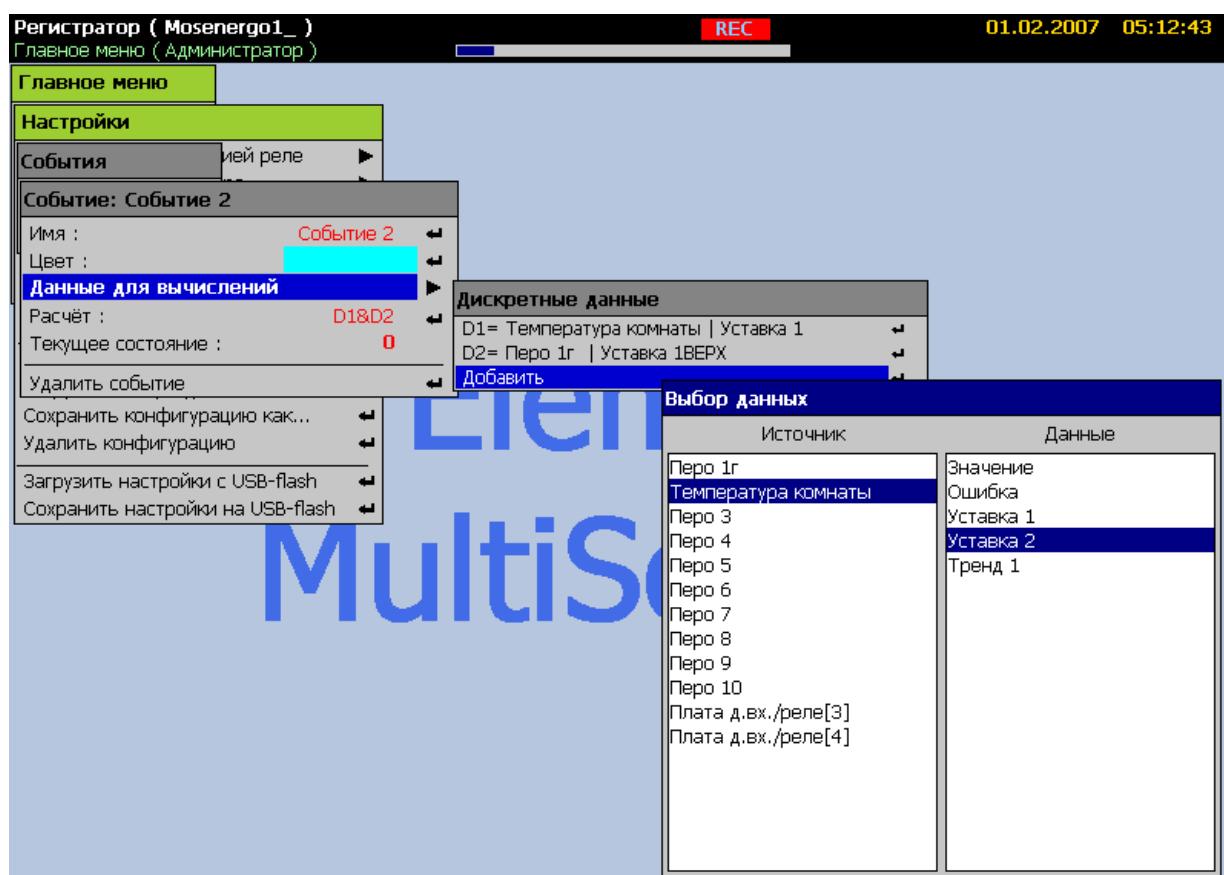 Регистратор ( Mosenergo1_ )
REC
01.02.2007 05:12:43
Главное меню ( Администратор )
Главное меню
Настройки
События
ией реле
Событие: Событие 2
Имя : Событие 2
Цвет :
Данные для вычислений
Расчёт : D1&D2
Текущее состояние : 0
Удалить событие
Сохранить конфигурацию как...
Удалить конфигурацию
Загрузить настройки с USB-flash
Сохранить настройки на USB-flash
Дискретные данные
D1= Температура комнаты | Уставка 1
D2= Перо 1г | Уставка 1ВЕРХ
Добавить
Выбор данных
Источник Данные
Перо 1г
Температура комнаты
Перо 3
Перо 4
Перо 5
Перо 6
Перо 7
Перо 8
Перо 9
Перо 10
Плата д.вх./реле[3]
Плата д.вх./реле[4]
Значение
Ошибка
Уставка 1
Уставка 2
Тренд 1
MultiS